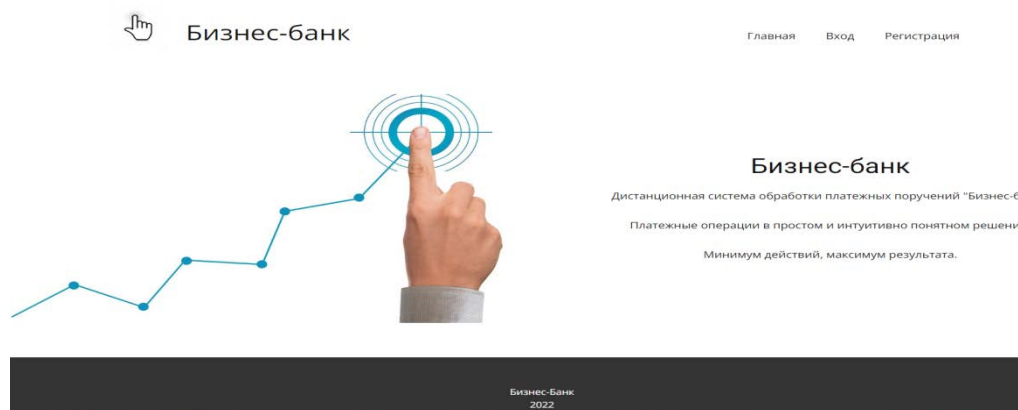 Бизнес-банк
Главная Вход Регистрация
Бизнес-банк
Дистанционная система обработки платежных поручений "Бизнес-
Платежные операции в простом и интуитивно понятном
Минимум действий, максимум результата.
Бизнес-Банк
2022